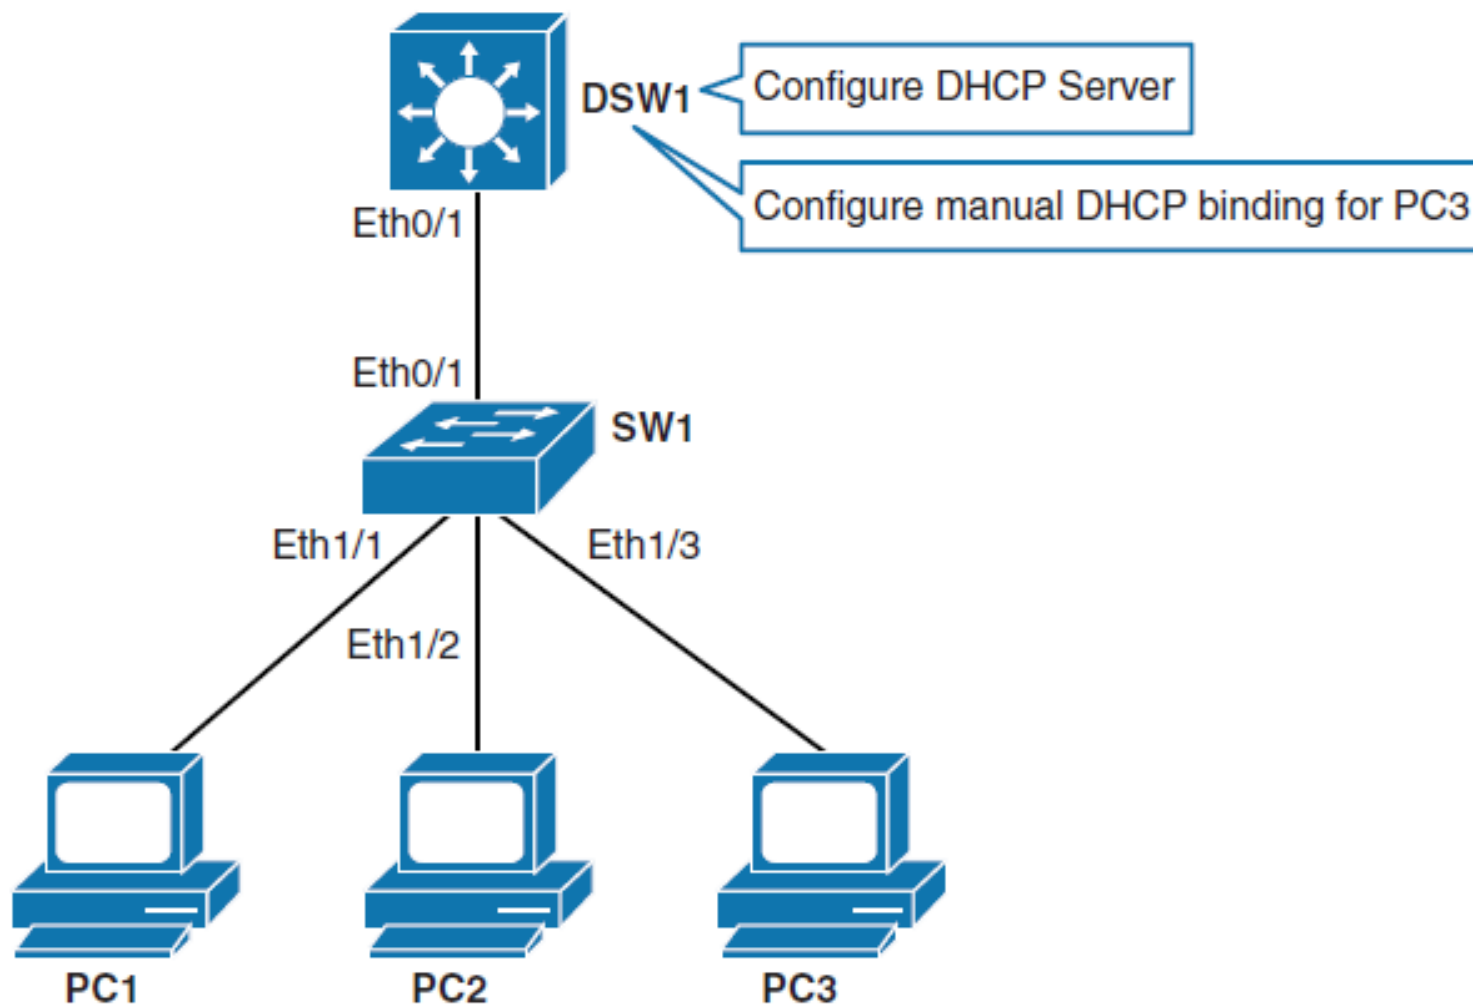 DSW1
Configure DHCP Server
Configure manual DHCP binding for PC3
Eth0/1
Eth0/1
SW1
Eth1/1
Eth1/3
Eth1/2
PC1
PC2
PC3